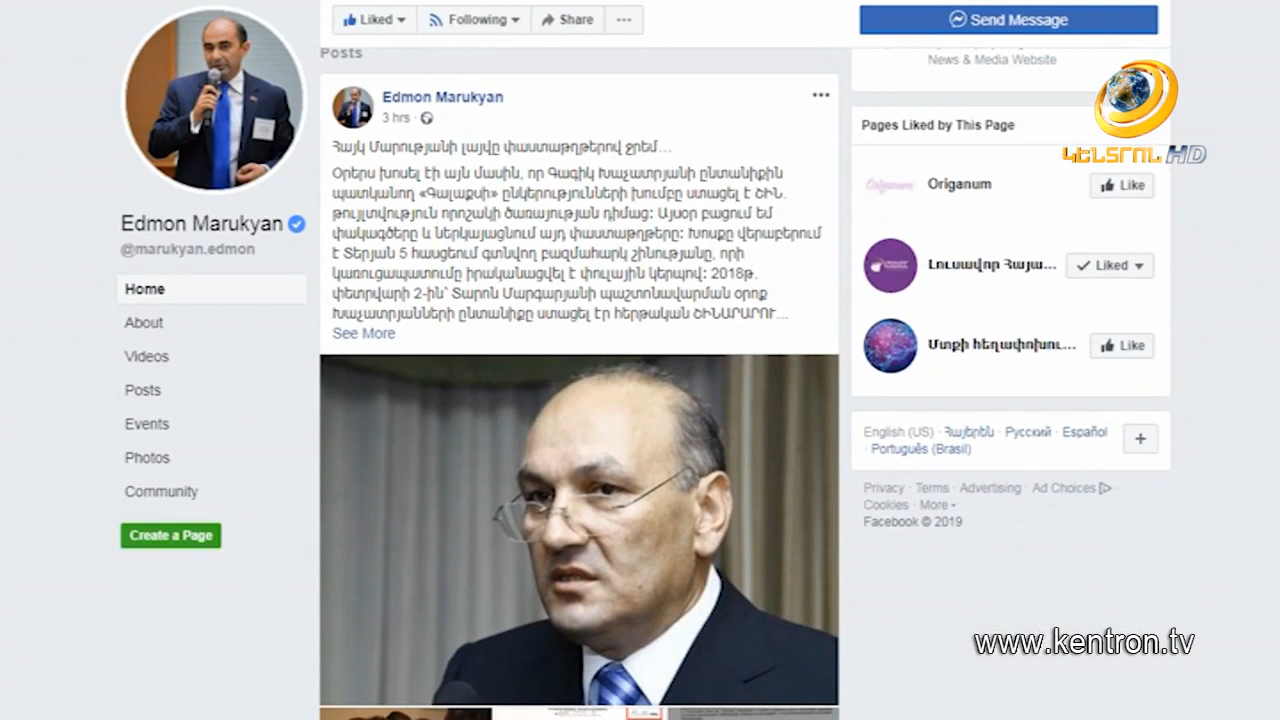 Liked
Following
Share
Send Message
Posts
News & Media Website
Edmon Marukyan
3 hrs
Հայկ Մարությանի լայվը փաստաթղթերով ջրեմ...
Օրերս խոսել էի այն մասին, որ Գագիկ Խաչատրյանի ընտանիքին
պատկանող «Գալաքսի» ընկերությունների խումբը ստացել է ՇԻՆ.
թույլտվություն որոշակի ծառայության դիմաց: Այսօր բացում եմ
փակագծերը և ներկայացնում այդ փաստաթղթերը: Խոսքը վերաբերում
է Տերյան 5 հասցեում գտնվող բազմահարկ շինությանը, որի
կառուցապատումը իրականացվել է փուլային կերպով: 2018թ.
փետրվարի 2-ին՝ Տարոն Մարգարյանի պաշտոնավարման օրոք
Խաչատրյանների ընտանիքը ստացել էր հերթական ՇԻՆԱՐԱՐՈՒ...
See More
Edmon Marukyan
@marukyan.edmon
Home
About
Videos
Posts
Events
Photos
Community
Create a Page
ԿԵՆՏՐՈՆ HD
Pages Liked by This Page
Origanum
Origanum
Like
Լուսավոր Հայա...
Liked
Մտքի հեղափոխու...
Like
English (US) · Հայերեն · Русский · Español
· Português (Brasil)
Privacy · Terms · Advertising · Ad Choices ·
Cookies · More
Facebook © 2019
www.kentron.tv